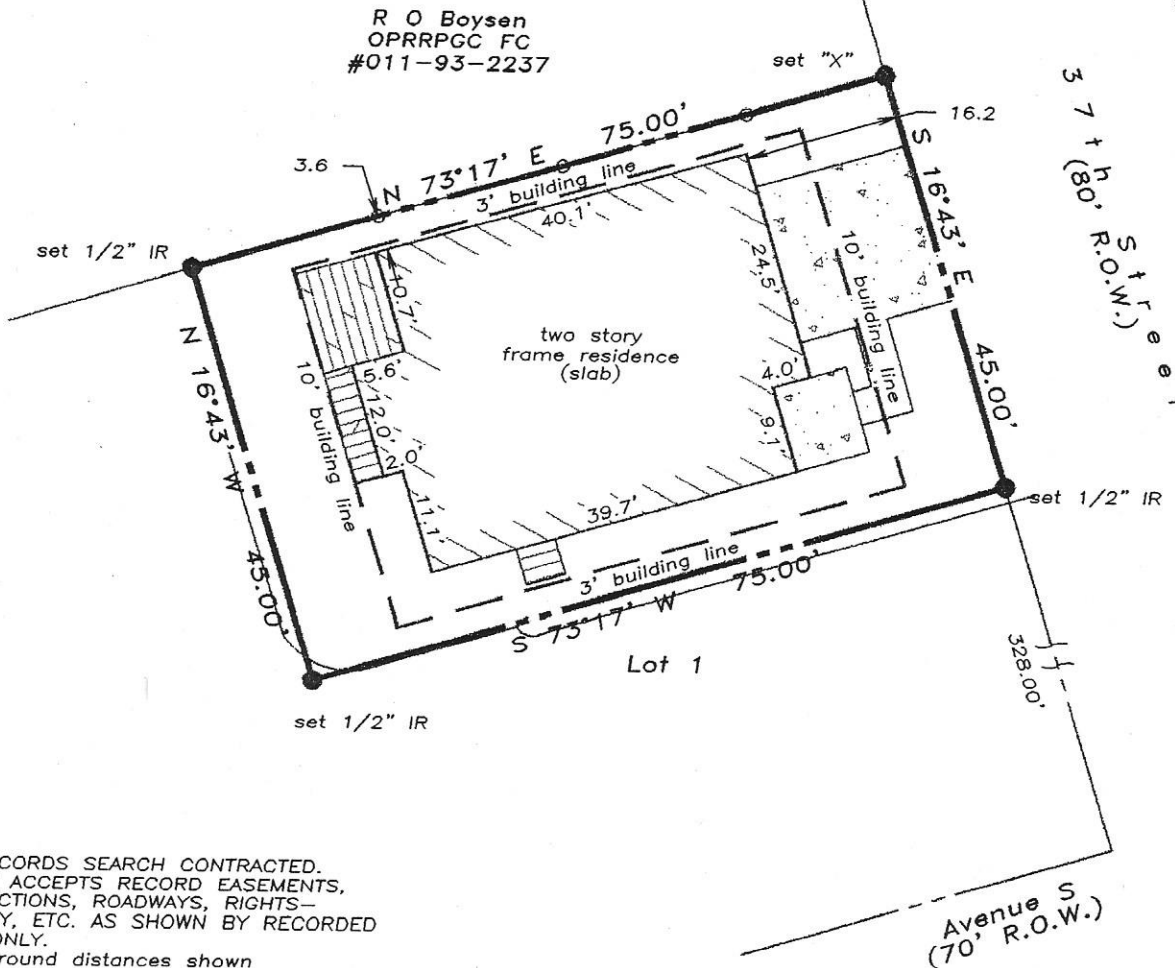 R O Boysen
OPRRPGC FC
#011-93-2237
set "X"
37th Street
(80' R.O.W.)
16.2
75.00'
N 73°17' E
3.6
3' building line
40.1'
S 16°43' E
set 1/2" IR
10.7'
24.5'
10' building line
two story
frame residence
(slab)
N 16°43' W
10' building line
5.6'
12.0'
2.0'
4.0'
9.1'
45.00'
11.1'
39.7'
set 1/2" IR
3' building line
45.00'
75.00'
S 73°17' W
Lot 1
328.00'
set 1/2" IR
CORDS SEARCH CONTRACTED.
ACCEPTS RECORD EASEMENTS,
CTIONS, ROADWAYS, RIGHTS-
Y, ETC. AS SHOWN BY RECORDED
ONLY.
round distances shown
Avenue S
(70' R.O.W.)